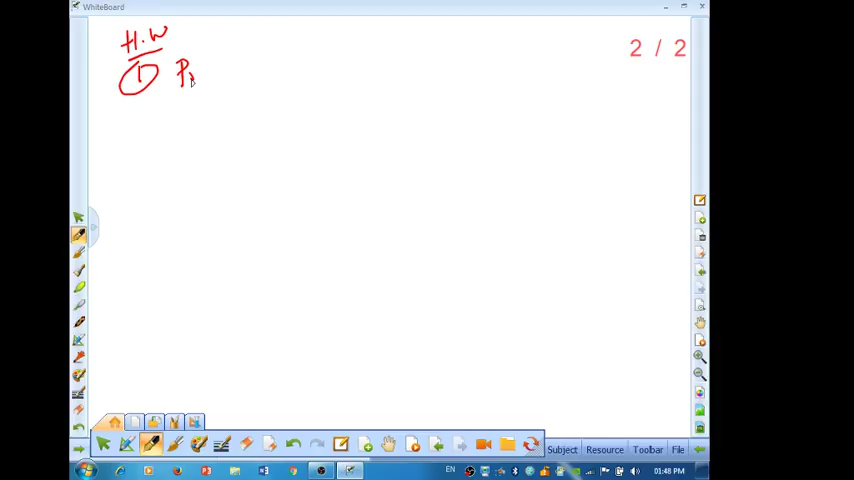 WhiteBoard
H.W
2 / 2
1
Subject Resource Toolbar File
EN 01:48 PM